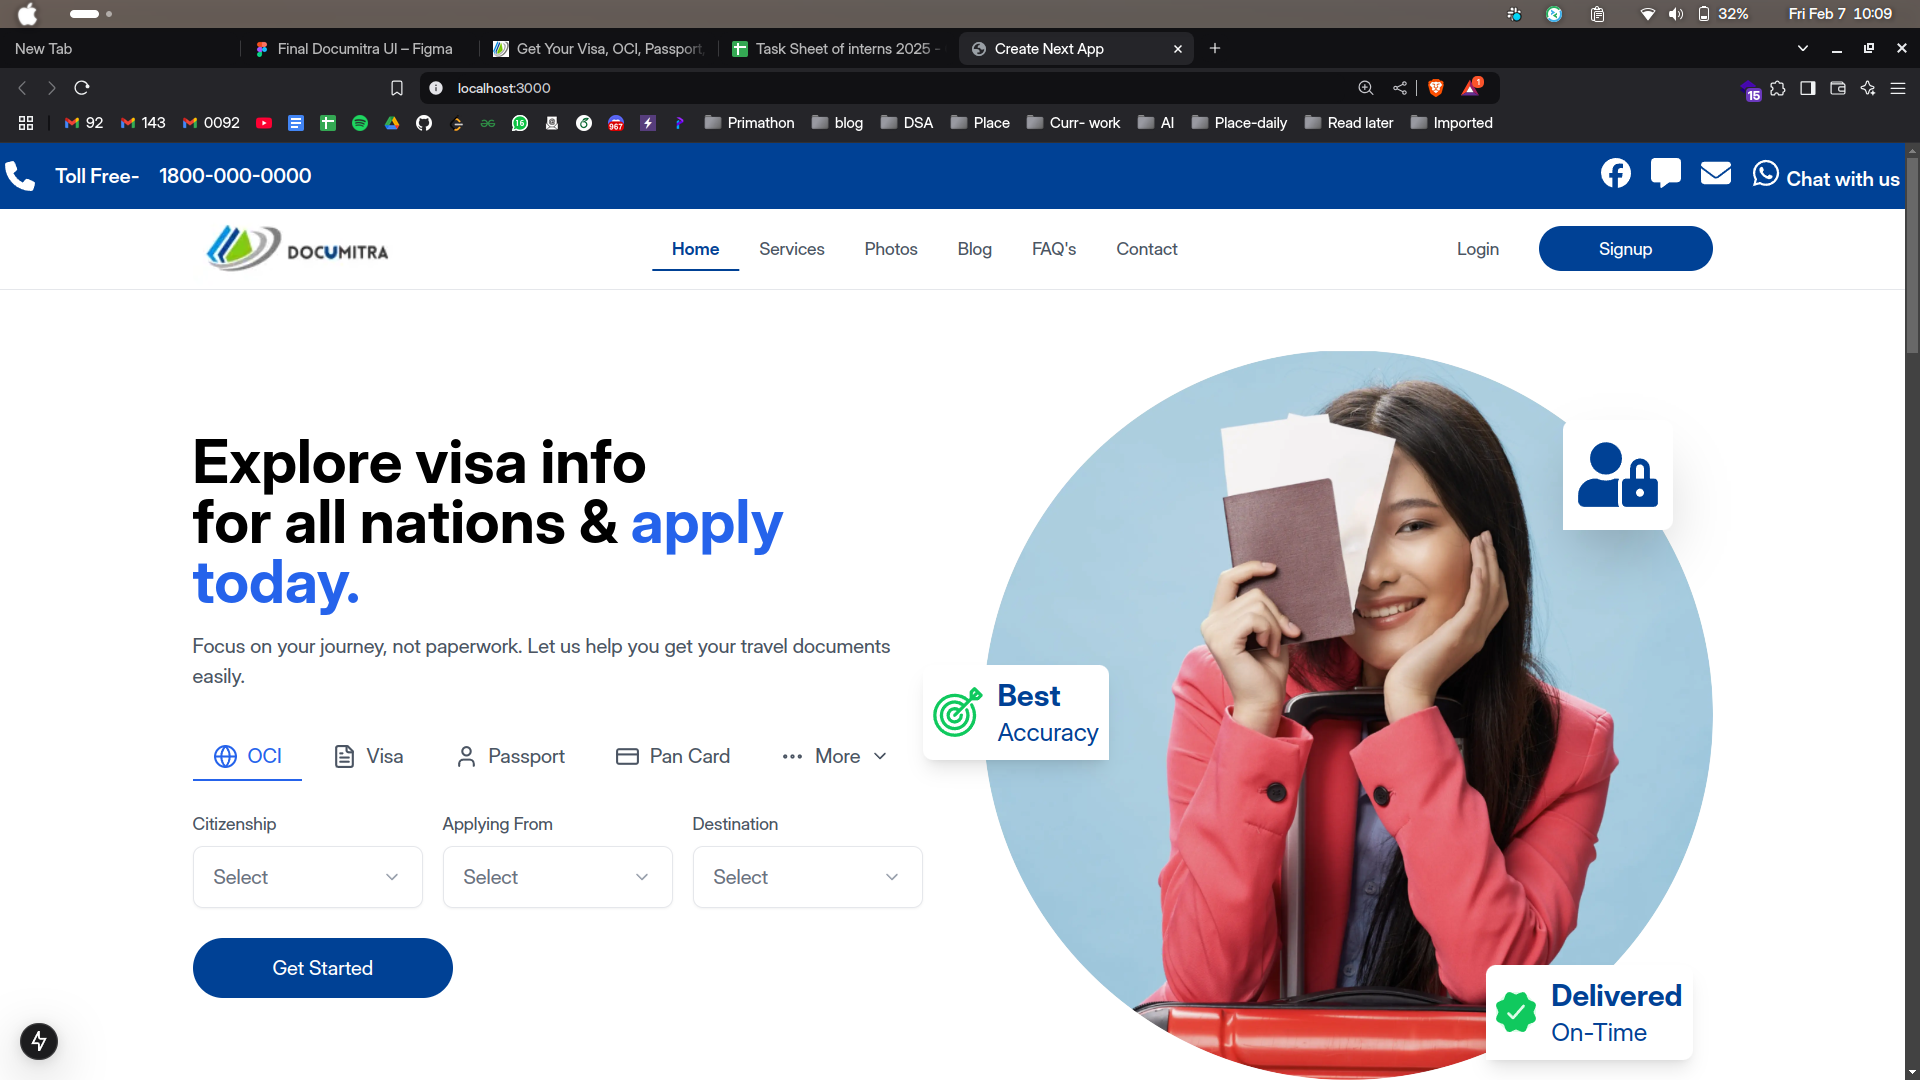 Fri Feb 7 10:09
32%
New Tab
Final Documitra UI – Figma
Get Your Visa, OCI, Passport,
Task Sheet of interns 2025 -
Create Next App
localhost:3000
1
15
92
143
0092
16
967
Primathon
blog
DSA
Place
Curr- work
AI
Place-daily
Read later
Imported
Toll Free- 1800-000-0000
Chat with us
DOCUMITRA
Home
Services
Photos
Blog
FAQ's
Contact
Login
Signup
Explore visa info
for all nations & apply
today.
Focus on your journey, not paperwork. Let us help you get your travel documents
easily.
OCI
Visa
Passport
Pan Card
More
Citizenship
Applying From
Destination
Select
Select
Select
Get Started
Best
Accuracy
Delivered
On-Time